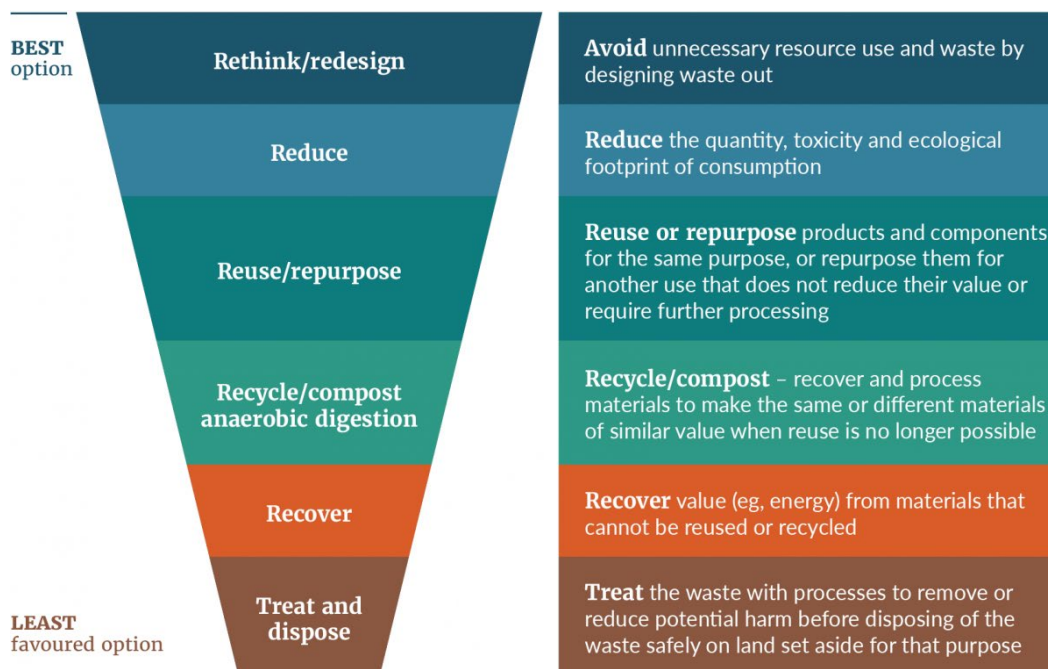 BEST
option
Rethink/redesign
Avoid unnecessary resource use and waste by
designing waste out
Reduce
Reduce the quantity, toxicity and ecological
footprint of consumption
Reuse/repurpose
Reuse or repurpose products and components
for the same purpose, or repurpose them for
another use that does not reduce their value or
require further processing
Recycle/compost
anaerobic digestion
Recycle/compost – recover and process
materials to make the same or different materials
of similar value when reuse is no longer possible
Recover
Recover value (eg, energy) from materials that
cannot be reused or recycled
LEAST
favoured option
Treat and
dispose
Treat the waste with processes to remove or
reduce potential harm before disposing of the
waste safely on land set aside for that purpose